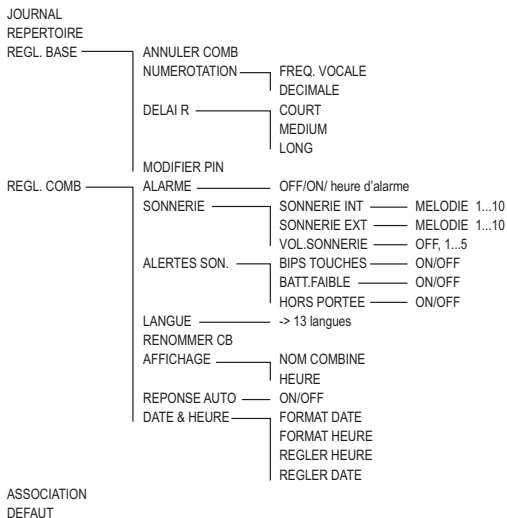 JOURNAL
REPERTOIRE
REGL. BASE ANNULER COMB
NUMEROTATION FREQ. VOCALE
DECIMALE
DELAI R COURT
MEDIUM
LONG
MODIFIER PIN
REGL. COMB ALARME OFF/ON/ heure d'alarme
SONNERIE SONNERIE INT MELODIE 1...10
SONNERIE EXT MELODIE 1...10
VOL.SONNERIE OFF, 1...5
ALERTES SON. BIPS TOUCHES ON/OFF
BATT.FAIBLE ON/OFF
HORS PORTEE ON/OFF
LANGUE -> 13 langues
RENOMMER CB
AFFICHAGE NOM COMBINE
HEURE
REPONSE AUTO ON/OFF
DATE & HEURE FORMAT DATE
FORMAT HEURE
REGLER HEURE
REGLER DATE
ASSOCIATION
DEFAUT